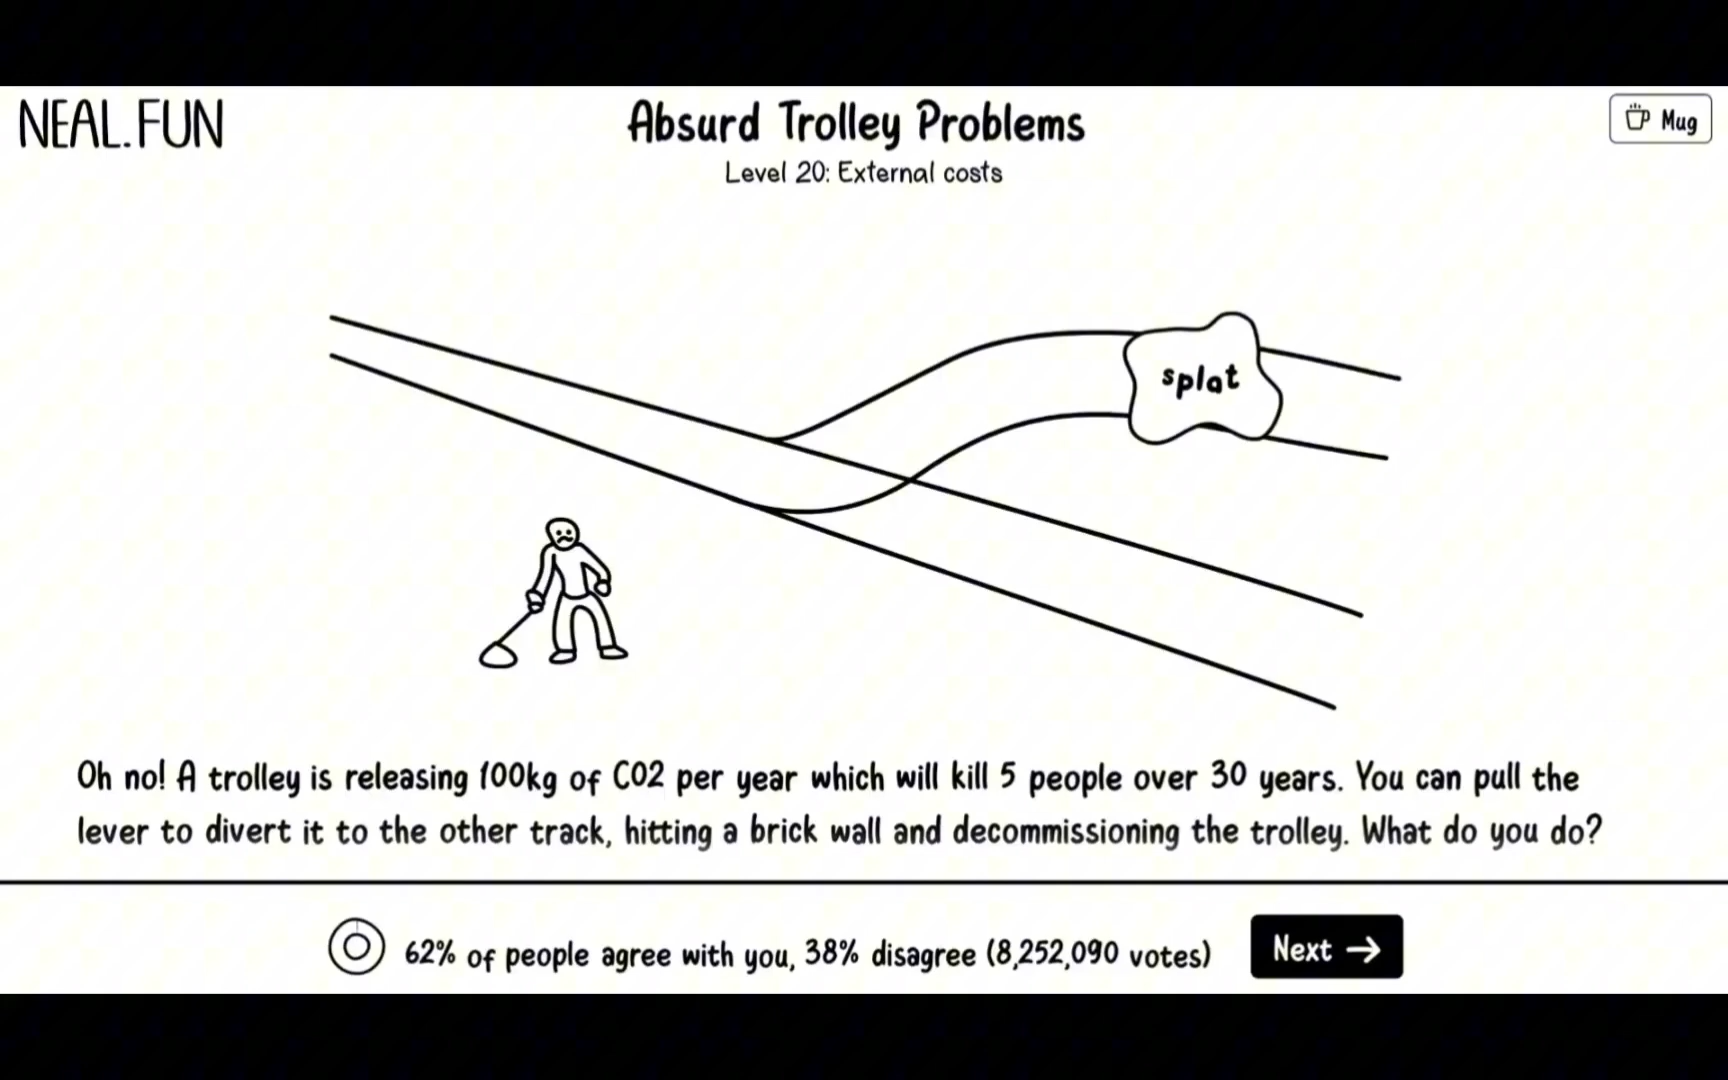 NEAL.FUN
Absurd Trolley Problems
Mug
Level 20: External costs
splat
Oh no! A trolley is releasing 100kg of CO2 per year which will kill 5 people over 30 years. You can pull the
lever to divert it to the other track, hitting a brick wall and decommissioning the trolley. What do you do?
62% of people agree with you, 38% disagree (8,252,090 votes)
Next →